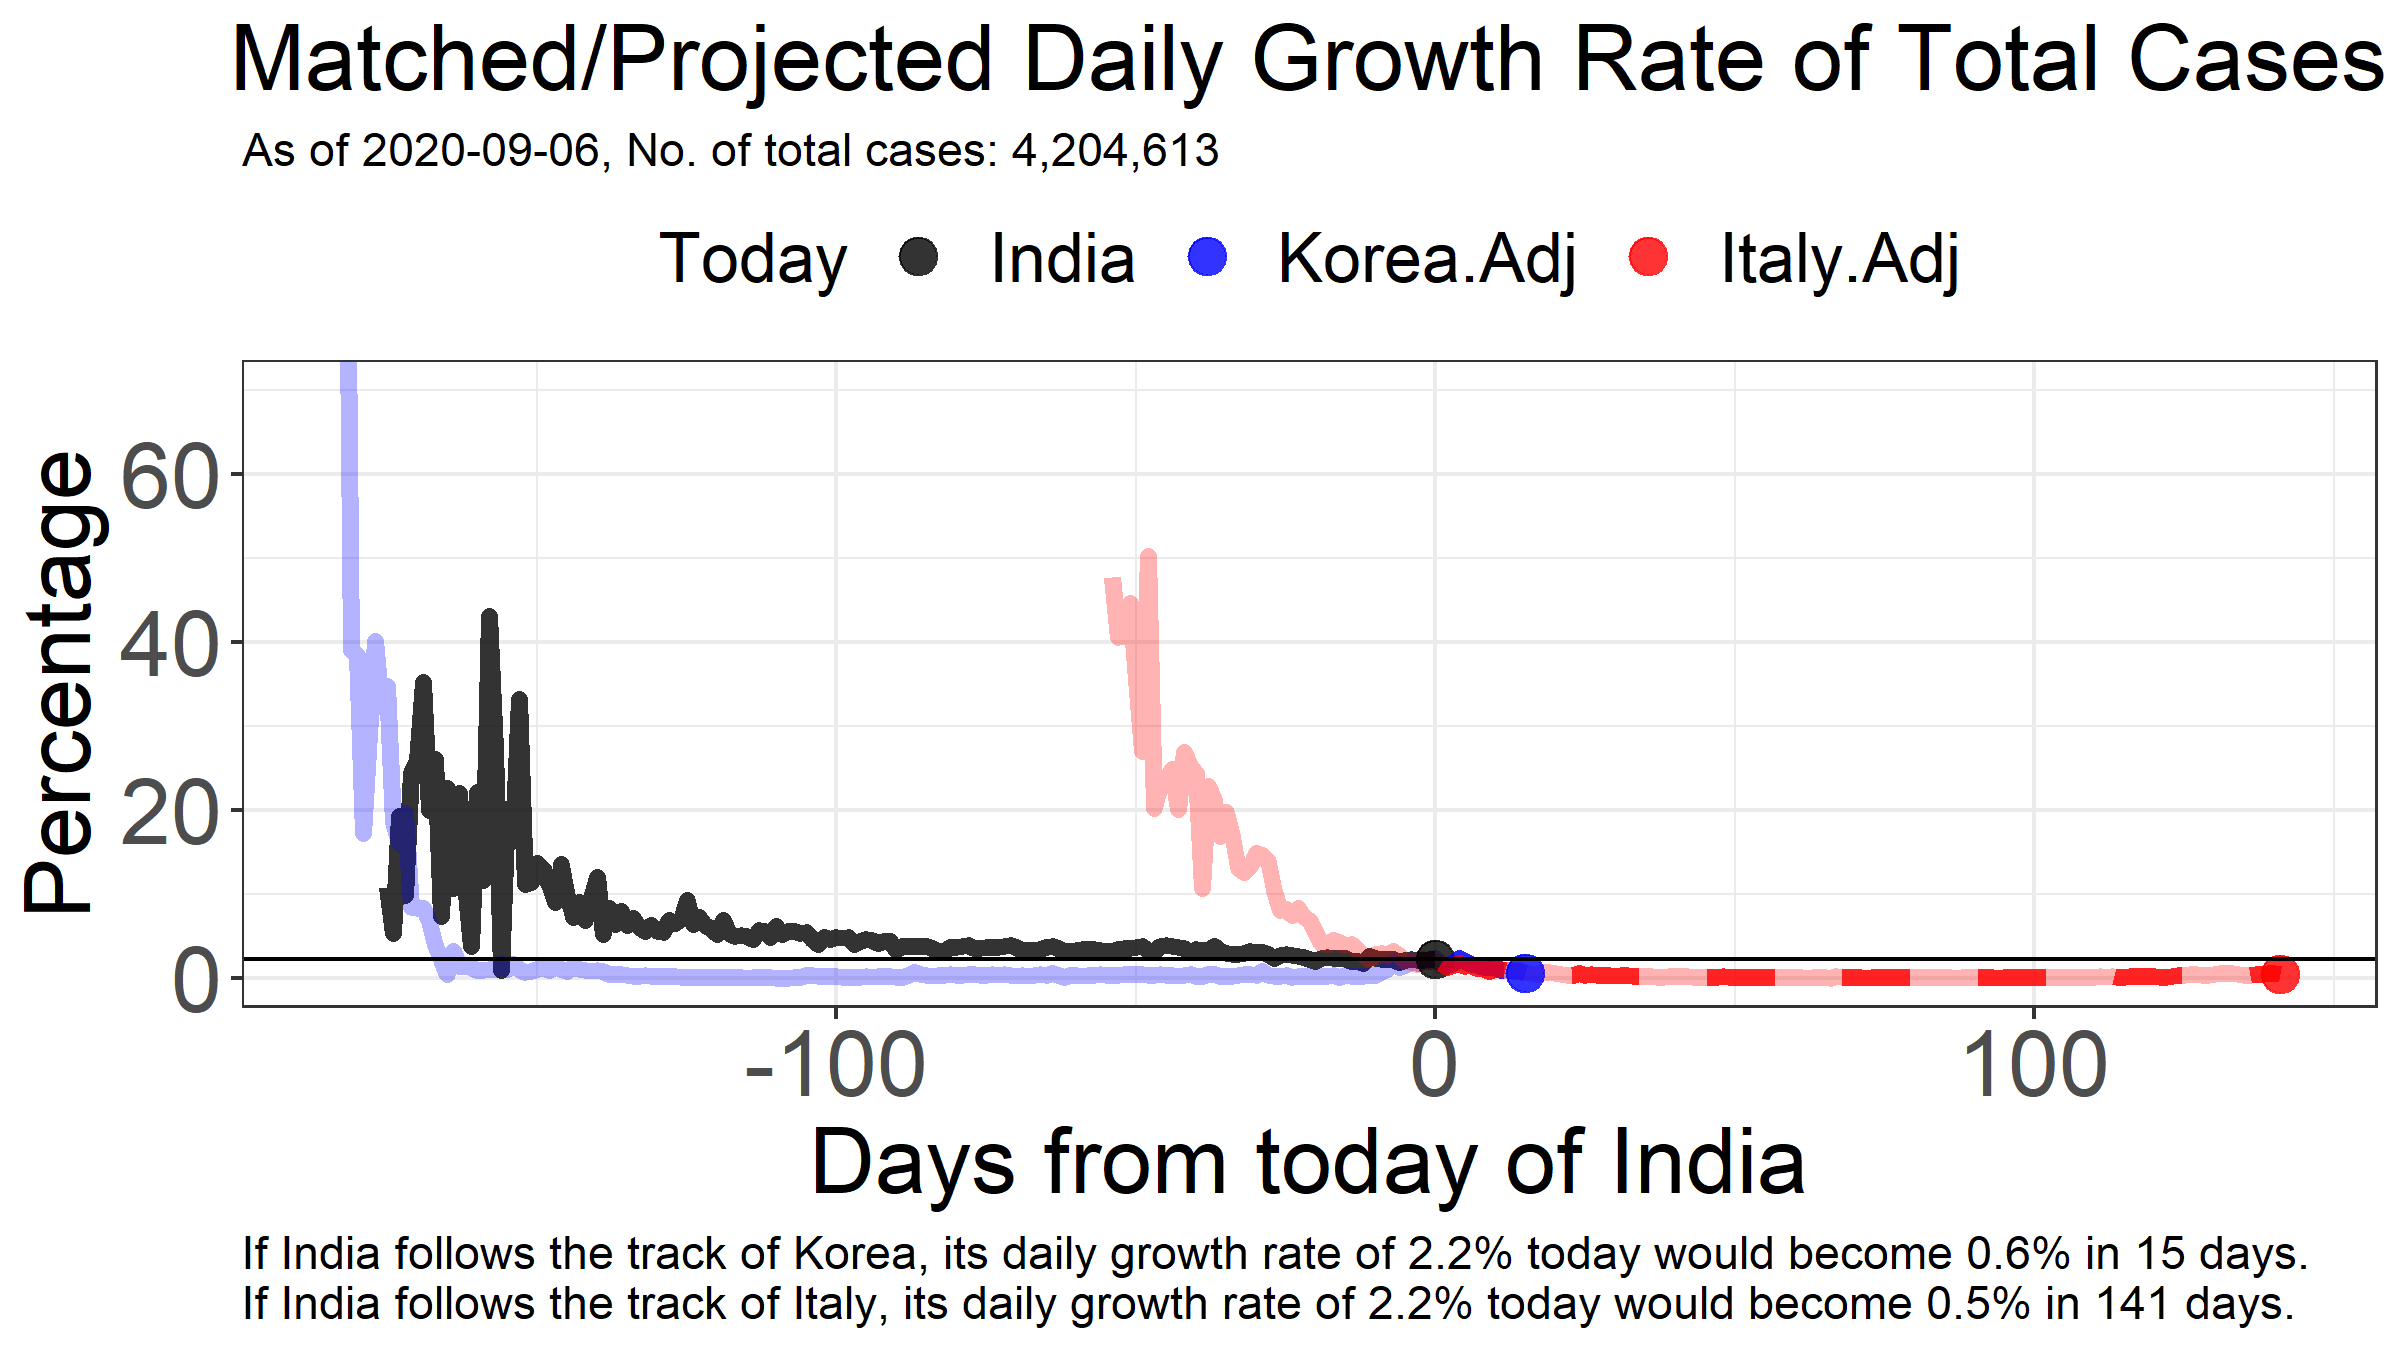 Matched/Projected Daily Growth Rate of Total Cases
As of 2020-09-06, No. of total cases: 4,204,613
Today India Korea.Adj Italy.Adj
Percentage
60
40
20
0
-100 0 100
Days from today of India
If India follows the track of Korea, its daily growth rate of 2.2% today would become 0.6% in 15 days.
If India follows the track of Italy, its daily growth rate of 2.2% today would become 0.5% in 141 days.